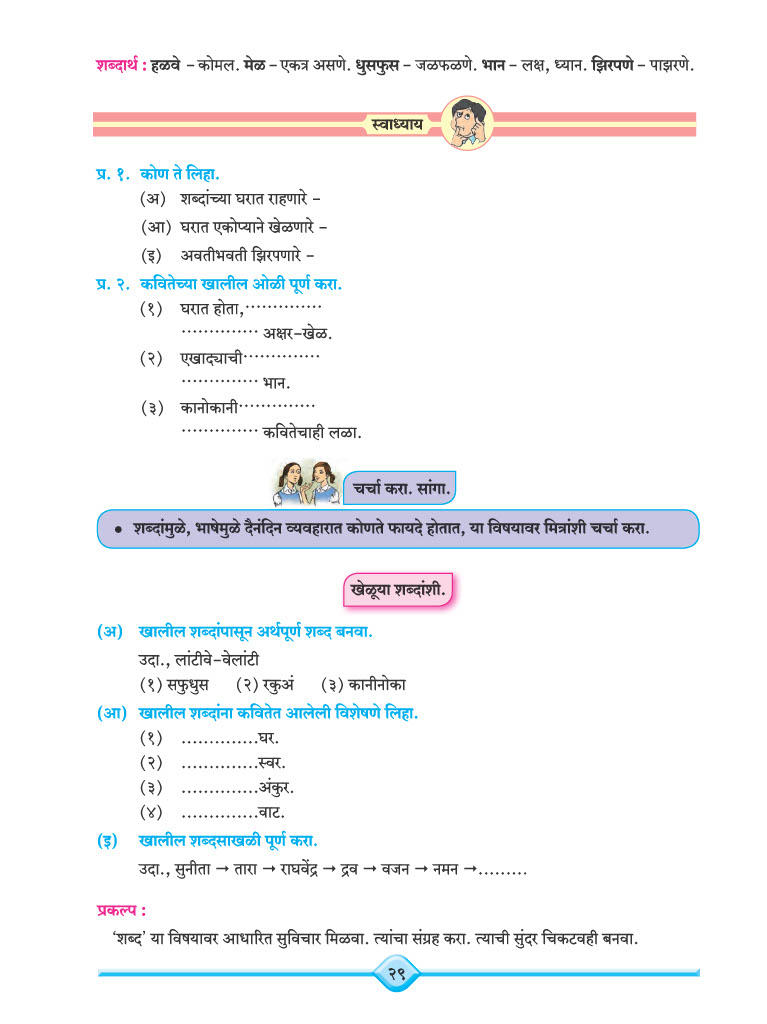 शब्दार्थ : हळवे – कोमल. मेळ – एकत्र असणे. धुसफुस – जळफळणे. भान – लक्ष, ध्यान. झिरपणे – पाझरणे.
स्वाध्याय
प्र. १. कोण ते लिहा.
(अ) शब्दांच्या घरात राहणारे –
(आ) घरात एकोप्याने खेळणारे –
(इ) अवतीभवती झिरपणारे –
प्र. २. कवितेच्या खालील ओळी पूर्ण करा.
(१) घरात होता,··············
·············· अक्षर–खेळ.
(२) एखाद्याची··············
·············· भान.
(३) कानोकानी··············
·············· कवितेचाही लळा.
चर्चा करा. सांगा.
• शब्दांमुळे, भाषेमुळे दैनंदिन व्यवहारात कोणते फायदे होतात, या विषयावर मित्रांशी चर्चा करा.
खेळूया शब्दांशी.
(अ) खालील शब्दांपासून अर्थपूर्ण शब्द बनवा.
उदा., लांटीवे–वेलांटी
(१) सफुधुस (२) रकुअं (३) कानीनोका
(आ) खालील शब्दांना कवितेत आलेली विशेषणे लिहा.
(१) ..............घर.
(२) ..............स्वर.
(३) ..............अंकुर.
(४) ..............वाट.
(इ) खालील शब्दसाखळी पूर्ण करा.
उदा., सुनीता → तारा → राघवेंद्र → द्रव → वजन → नमन →.........
प्रकल्प :
‘शब्द’ या विषयावर आधारित सुविचार मिळवा. त्यांचा संग्रह करा. त्याची सुंदर चिकटवही बनवा.
२९